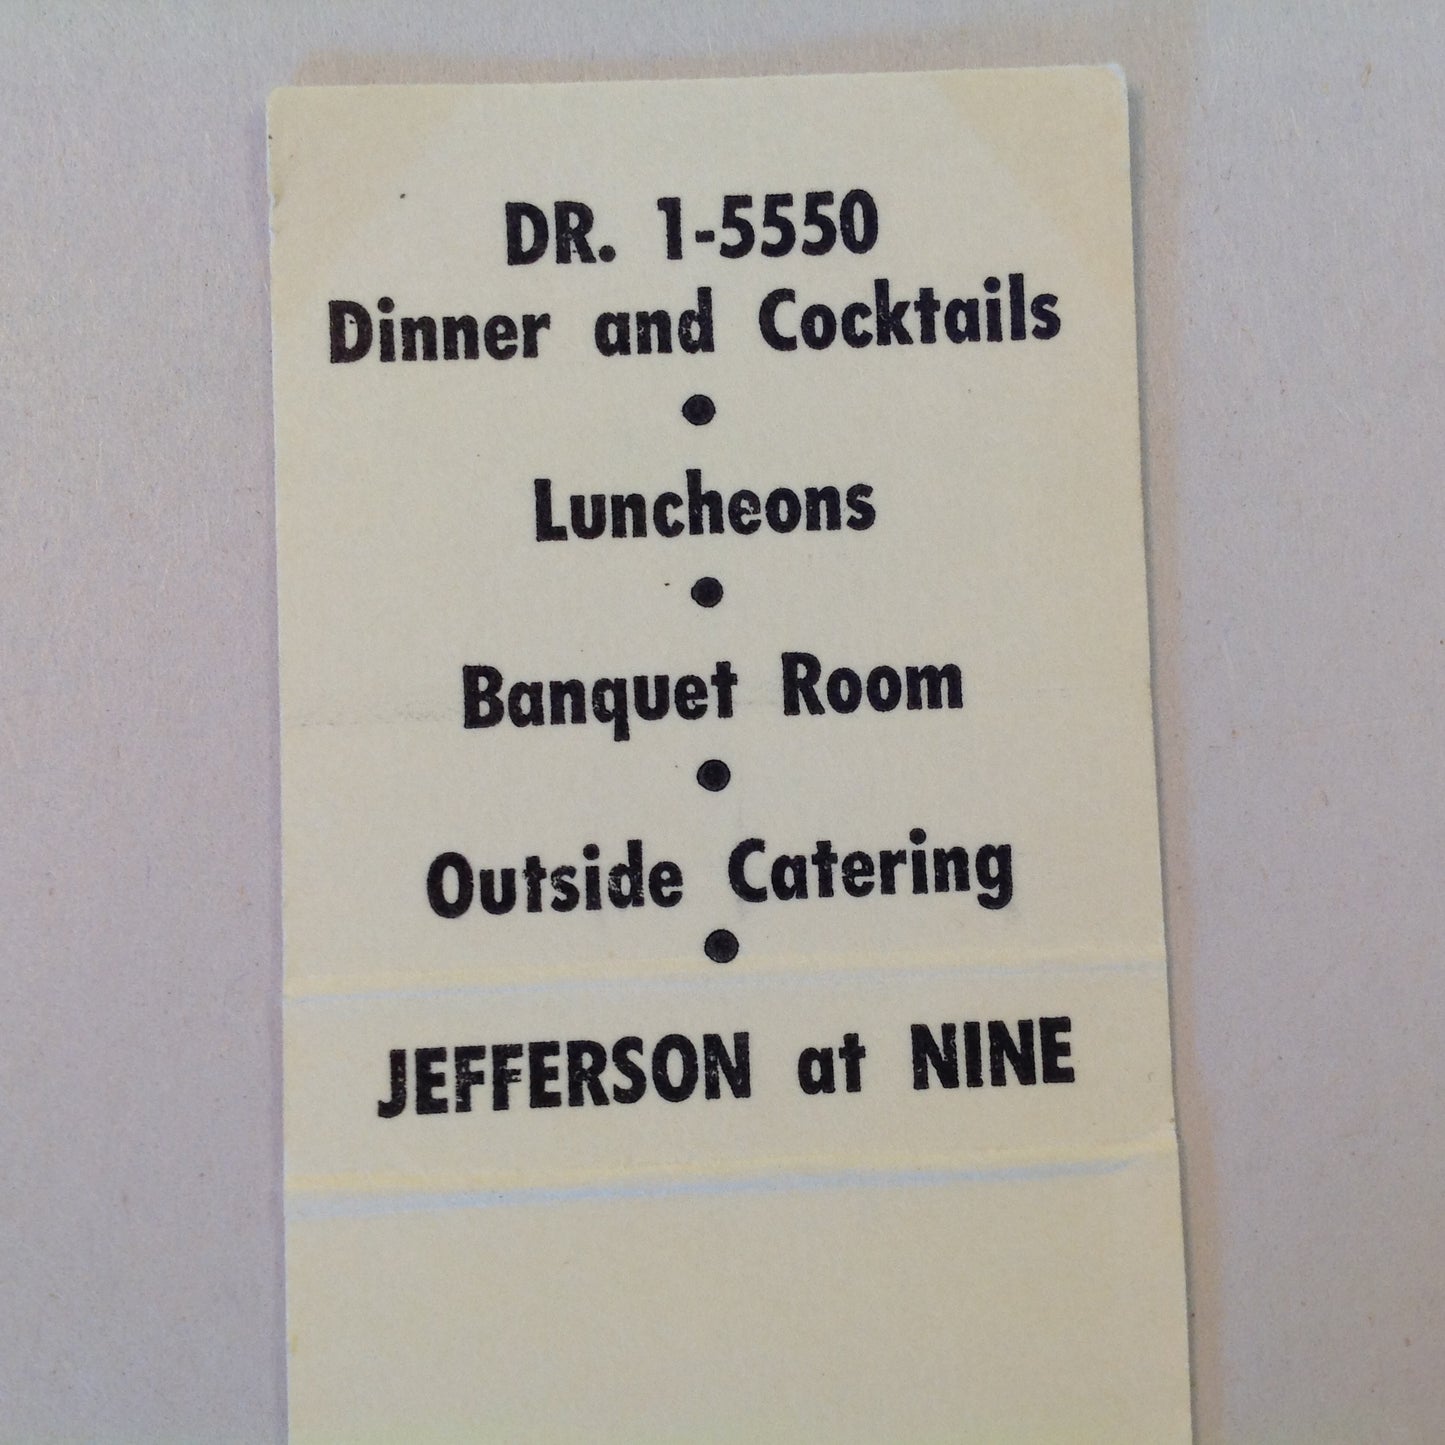 DR. 1-5550
Dinner and Cocktails
•
Luncheons
•
Banquet Room
•
Outside Catering
•
JEFFERSON at NINE